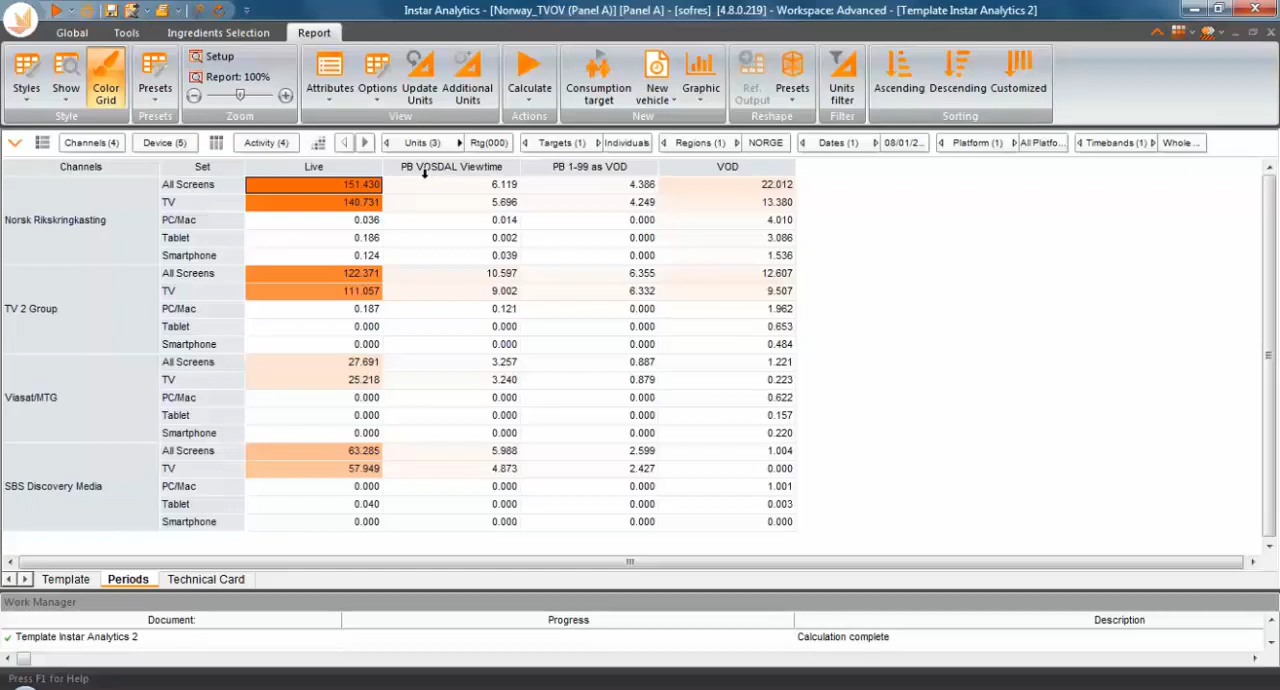 Instar Analytics - [Norway_TVOV (Panel A)] [Panel A] - [sofres] [4.8.0.219] - Workspace: Advanced - [Template Instar Analytics 2]
Global Tools Ingredients Selection Report
Styles Show Color Grid Presets Setup Report: 100% Attributes Options Update Units Additional Units Calculate Consumption target New vehicle Graphic Ref. Output Presets Units filter Ascending Descending Customized
Style Presets Zoom View Actions New Reshape Filter Sorting
Channels (4) Device (5) Activity (4) Units (3) Rtg(000) Targets (1) Individuals Regions (1) NORGE Dates (1) 08/01/2... Platform (1) All Platfo... Timebands (1) Whole ...
Channels Set Live PB VOSDAL Viewtime PB 1-99 as VOD VOD
All Screens 151.430 6.119 4.386 22.012
TV 140.731 5.696 4.249 13.380
Norsk Rikskringkasting PC/Mac 0.036 0.014 0.000 4.010
Tablet 0.186 0.002 0.000 3.086
Smartphone 0.124 0.039 0.000 1.536
All Screens 122.371 10.597 6.355 12.607
TV 111.057 9.002 6.332 9.507
TV 2 Group PC/Mac 0.187 0.121 0.000 1.962
Tablet 0.000 0.000 0.000 0.653
Smartphone 0.000 0.000 0.000 0.484
All Screens 27.691 3.257 0.887 1.221
TV 25.218 3.240 0.879 0.223
Viasat/MTG PC/Mac 0.000 0.000 0.000 0.622
Tablet 0.000 0.000 0.000 0.157
Smartphone 0.000 0.000 0.000 0.220
All Screens 63.285 5.988 2.599 1.004
TV 57.949 4.873 2.427 0.000
SBS Discovery Media PC/Mac 0.000 0.000 0.000 1.001
Tablet 0.040 0.000 0.000 0.003
Smartphone 0.000 0.000 0.000 0.000
Template Periods Technical Card
Work Manager
Document: Progress Description
Template Instar Analytics 2 Calculation complete
Press F1 for Help